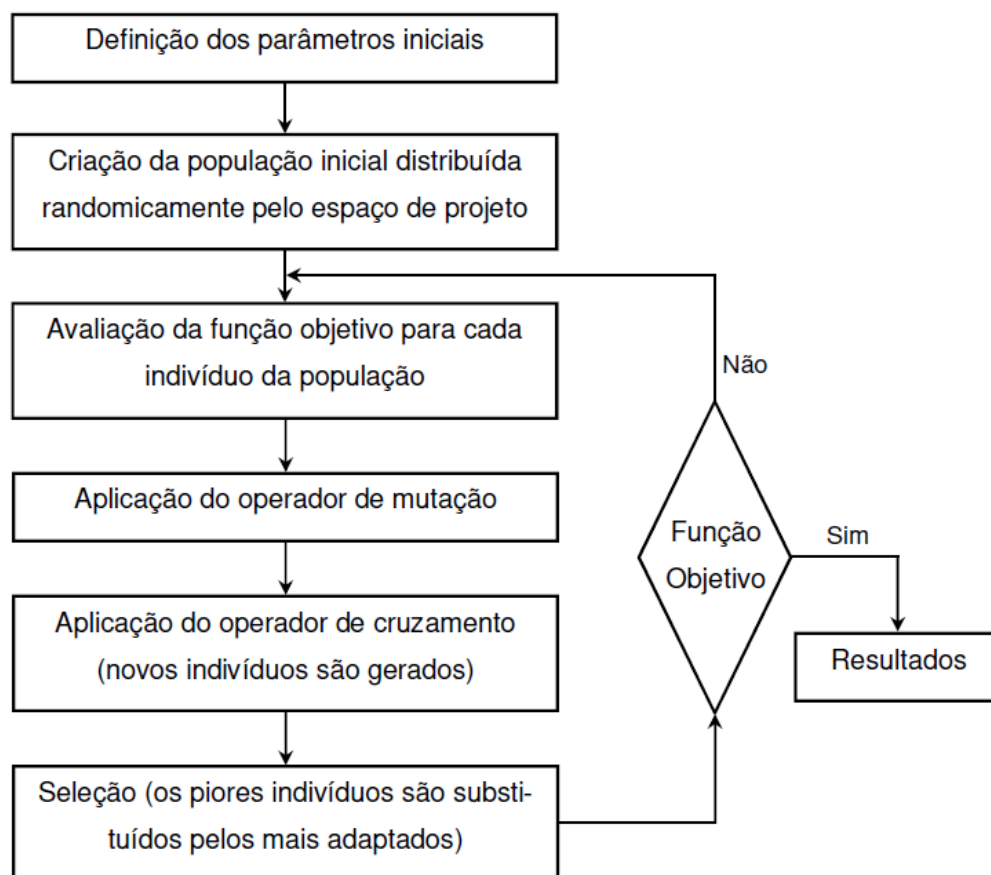 Definição dos parâmetros iniciais
Criação da população inicial distribuída
randomicamente pelo espaço de projeto
Avaliação da função objetivo para cada
indivíduo da população
Aplicação do operador de mutação
Aplicação do operador de cruzamento
(novos indivíduos são gerados)
Seleção (os piores indivíduos são substi-
tuídos pelos mais adaptados)
Não
Função
Objetivo
Sim
Resultados